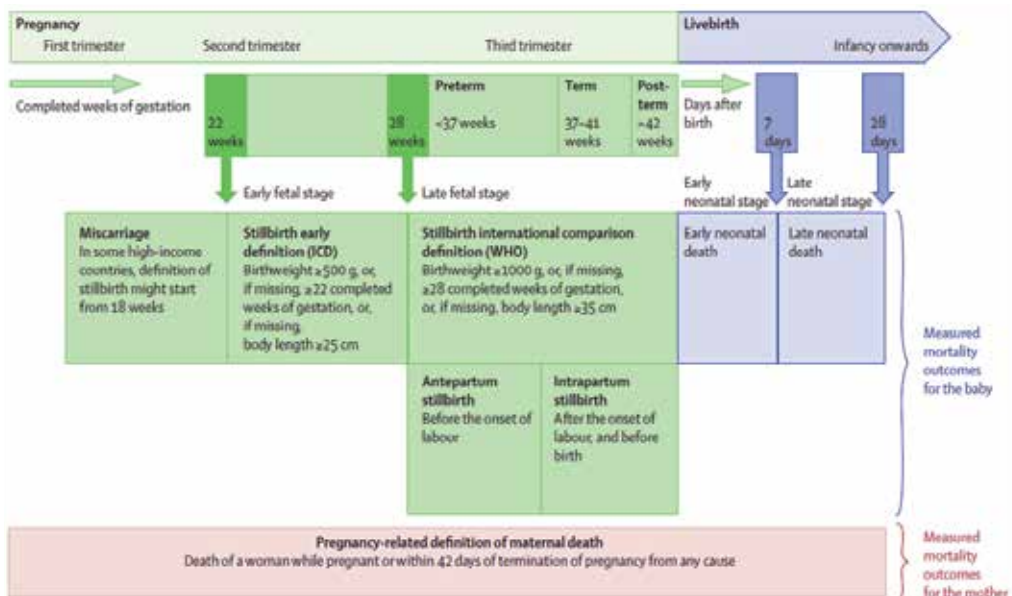 Pregnancy
Livebirth
First trimester
Second trimester
Third trimester
Infancy onwards
Completed weeks of gestation
22
weeks
28
weeks
Preterm
<37 weeks
Term
37–41
weeks
Post-
term
≥42
weeks
Days after
birth
7
days
28
days
Early fetal stage
Late fetal stage
Early
neonatal stage
Late
neonatal stage
Miscarriage
In some high-income
countries, definition of
stillbirth might start
from 18 weeks
Stillbirth early
definition (ICD)
Birthweight ≥500 g, or,
if missing, ≥22 completed
weeks of gestation, or,
if missing,
body length ≥25 cm
Stillbirth international comparison
definition (WHO)
Birthweight ≥1000 g, or, if missing,
≥28 completed weeks of gestation,
or, if missing, body length ≥35 cm
Early neonatal
death
Late neonatal
death
Antepartum
stillbirth
Before the onset of
labour
Intrapartum
stillbirth
After the onset of
labour, and before
birth
Measured
mortality
outcomes
for the baby
Pregnancy-related definition of maternal death
Death of a woman while pregnant or within 42 days of termination of pregnancy from any cause
Measured
mortality
outcomes
for the mother